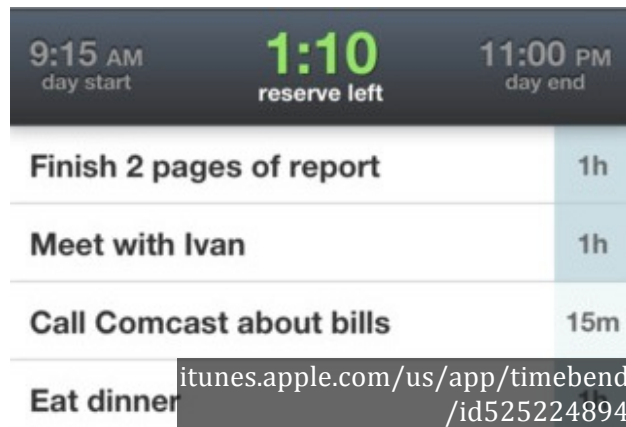 9:15 AM 1:10 11:00 PM
day start reserve left day end
Finish 2 pages of report 1h
Meet with Ivan 1h
Call Comcast about bills 15m
Eat dinner 1h
itunes.apple.com/us/app/timebend
/id525224894